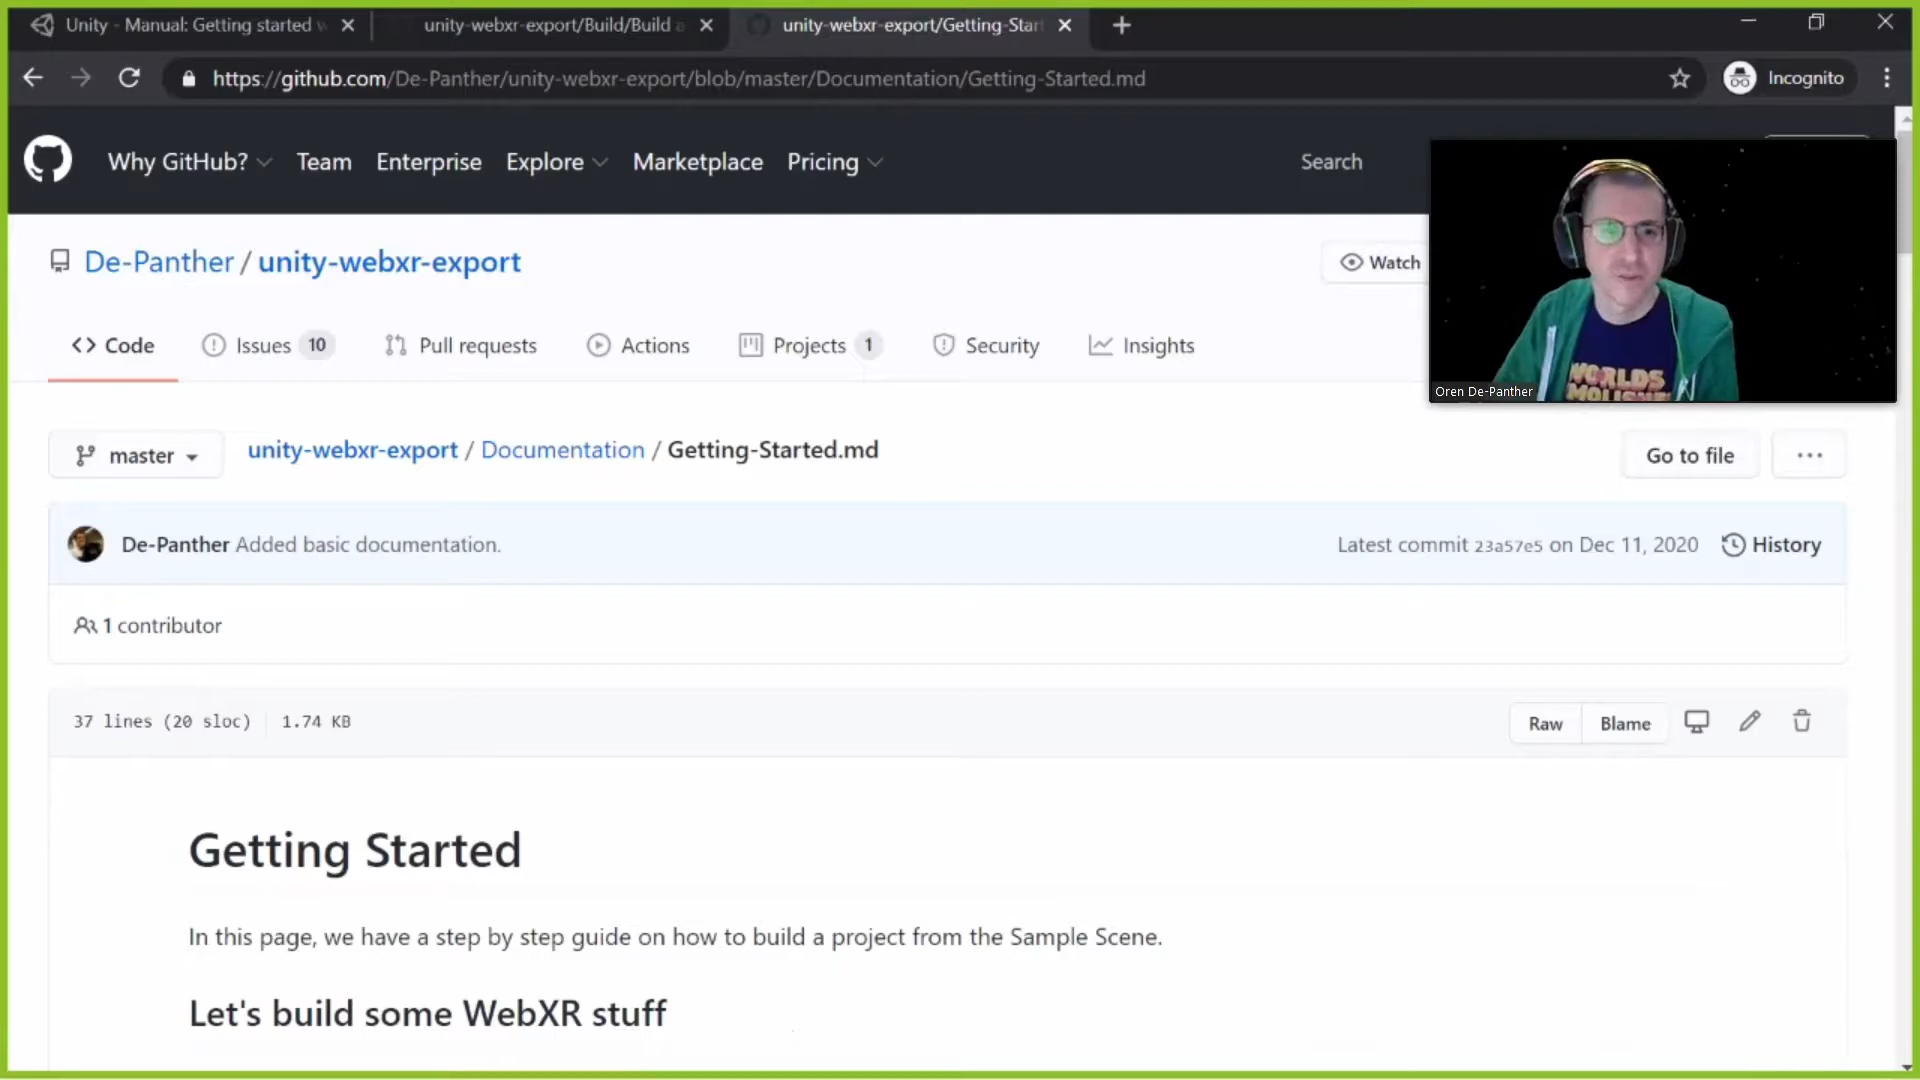 Unity - Manual: Getting started
unity-webxr-export/Build/Build
unity-webxr-export/Getting-Star
https://github.com/De-Panther/unity-webxr-export/blob/master/Documentation/Getting-Started.md
Incognito
Why GitHub?
Team
Enterprise
Explore
Marketplace
Pricing
Search
De-Panther / unity-webxr-export
Watch
Code
Issues 10
Pull requests
Actions
Projects 1
Security
Insights
WORLDS
Oren De-Panther
master
unity-webxr-export / Documentation / Getting-Started.md
Go to file
De-Panther Added basic documentation.
Latest commit 23a57e5 on Dec 11, 2020
History
1 contributor
37 lines (20 sloc)
1.74 KB
Raw
Blame
Getting Started
In this page, we have a step by step guide on how to build a project from the Sample Scene.
Let's build some WebXR stuff